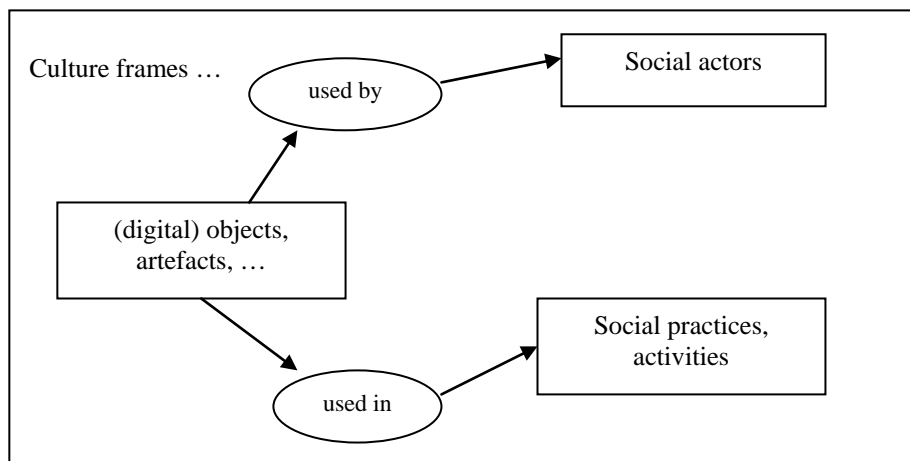 Culture frames …
used by
Social actors
(digital) objects,
artefacts, …
Social practices,
activities
used in